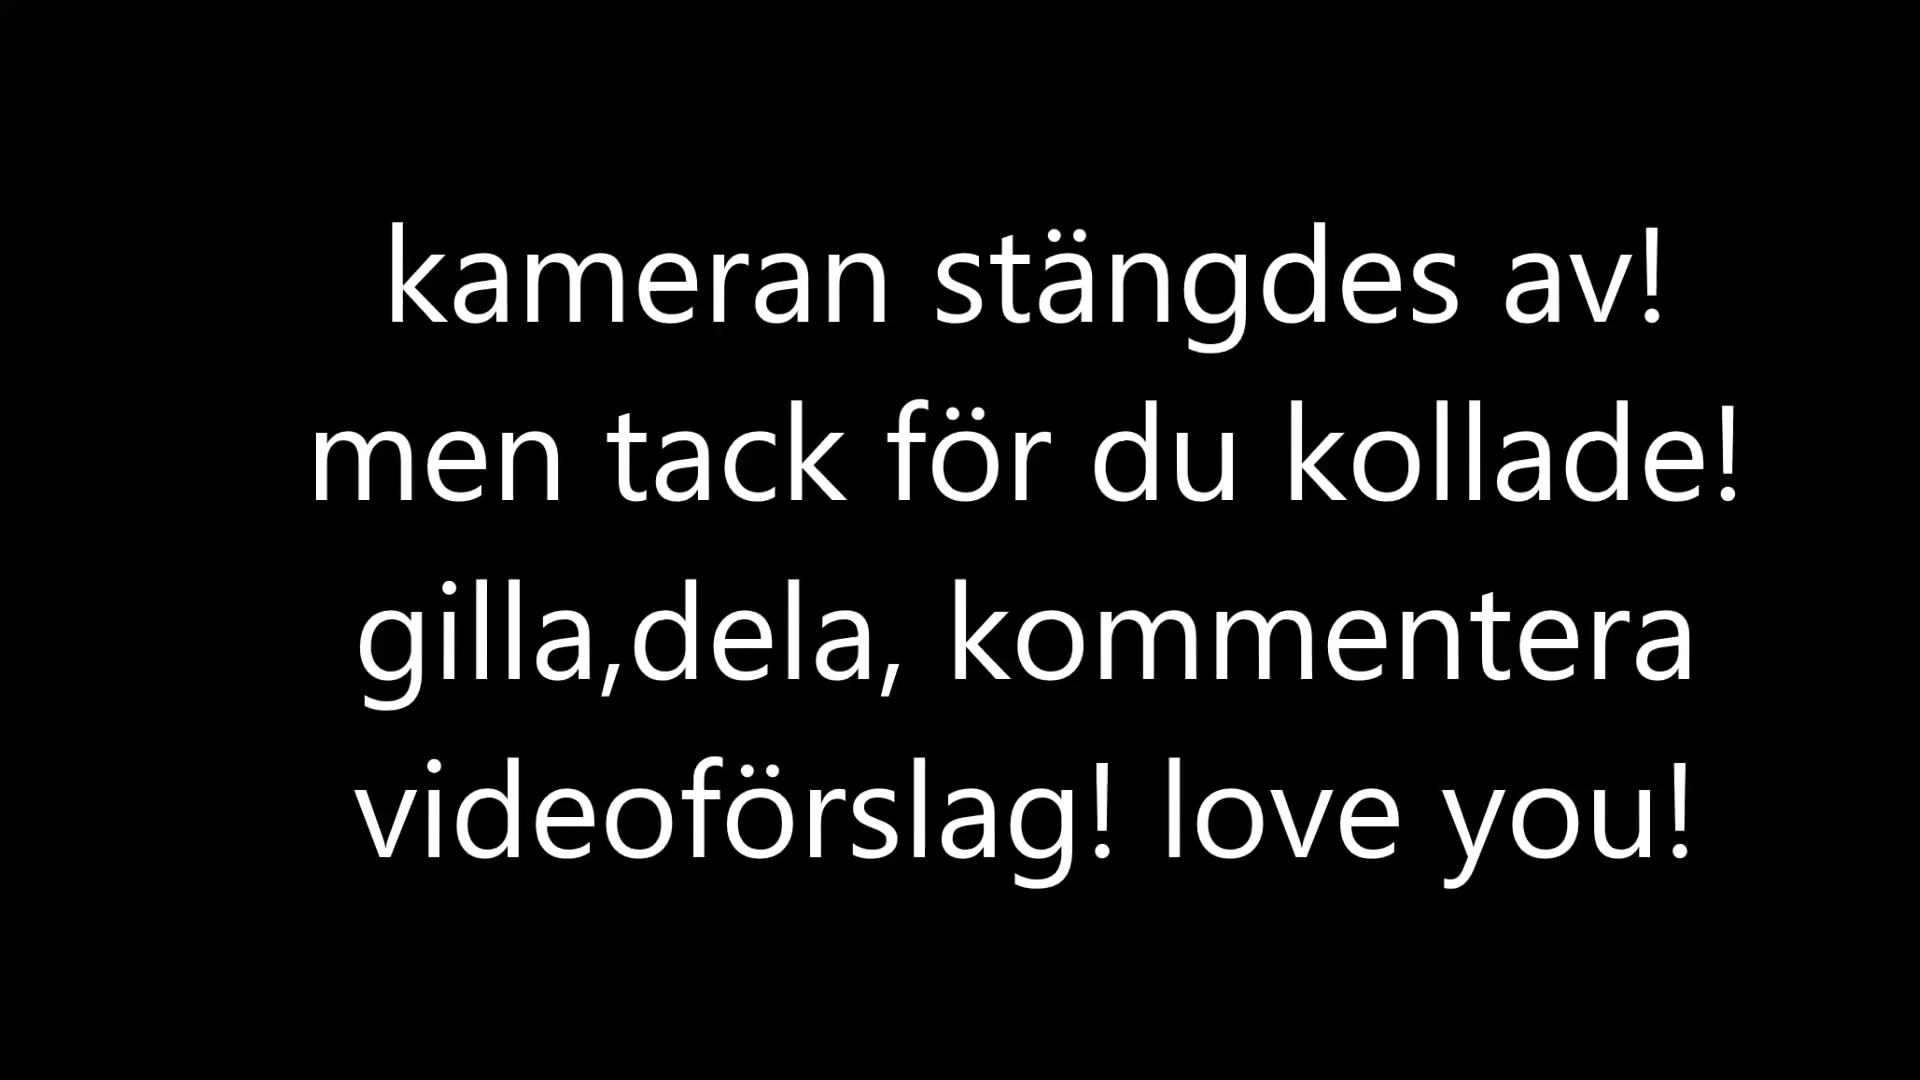 kameran stängdes av!
men tack för du kollade!
gilla,dela, kommentera
videoförslag! love you!